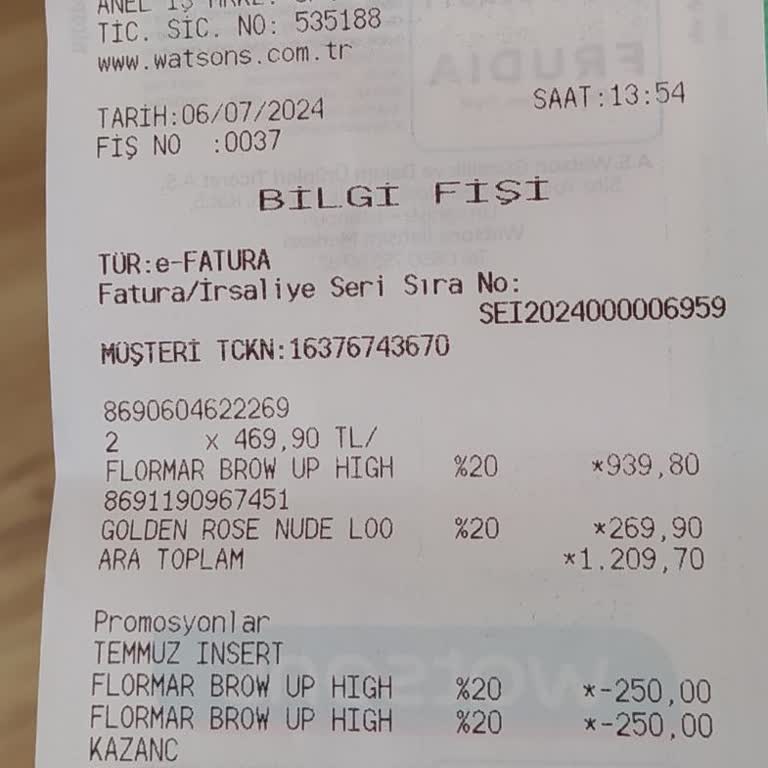 TİC. SİC. NO: 535188
www.watsons.com.tr
TARİH:06/07/2024 SAAT:13:54
FİŞ NO :0037
BİLGİ FİŞİ
TÜR:e-FATURA
Fatura/İrsaliye Seri Sıra No:
SEI2024000006959
MÜŞTERİ TCKN:16376743670
8690604622269
2 x 469,90 TL/
FLORMAR BROW UP HIGH %20 *939,80
8691190967451
GOLDEN ROSE NUDE LOO %20 *269,90
ARA TOPLAM *1.209,70
Promosyonlar
TEMMUZ INSERT
FLORMAR BROW UP HIGH %20 *-250,00
FLORMAR BROW UP HIGH %20 *-250,00
KAZANC